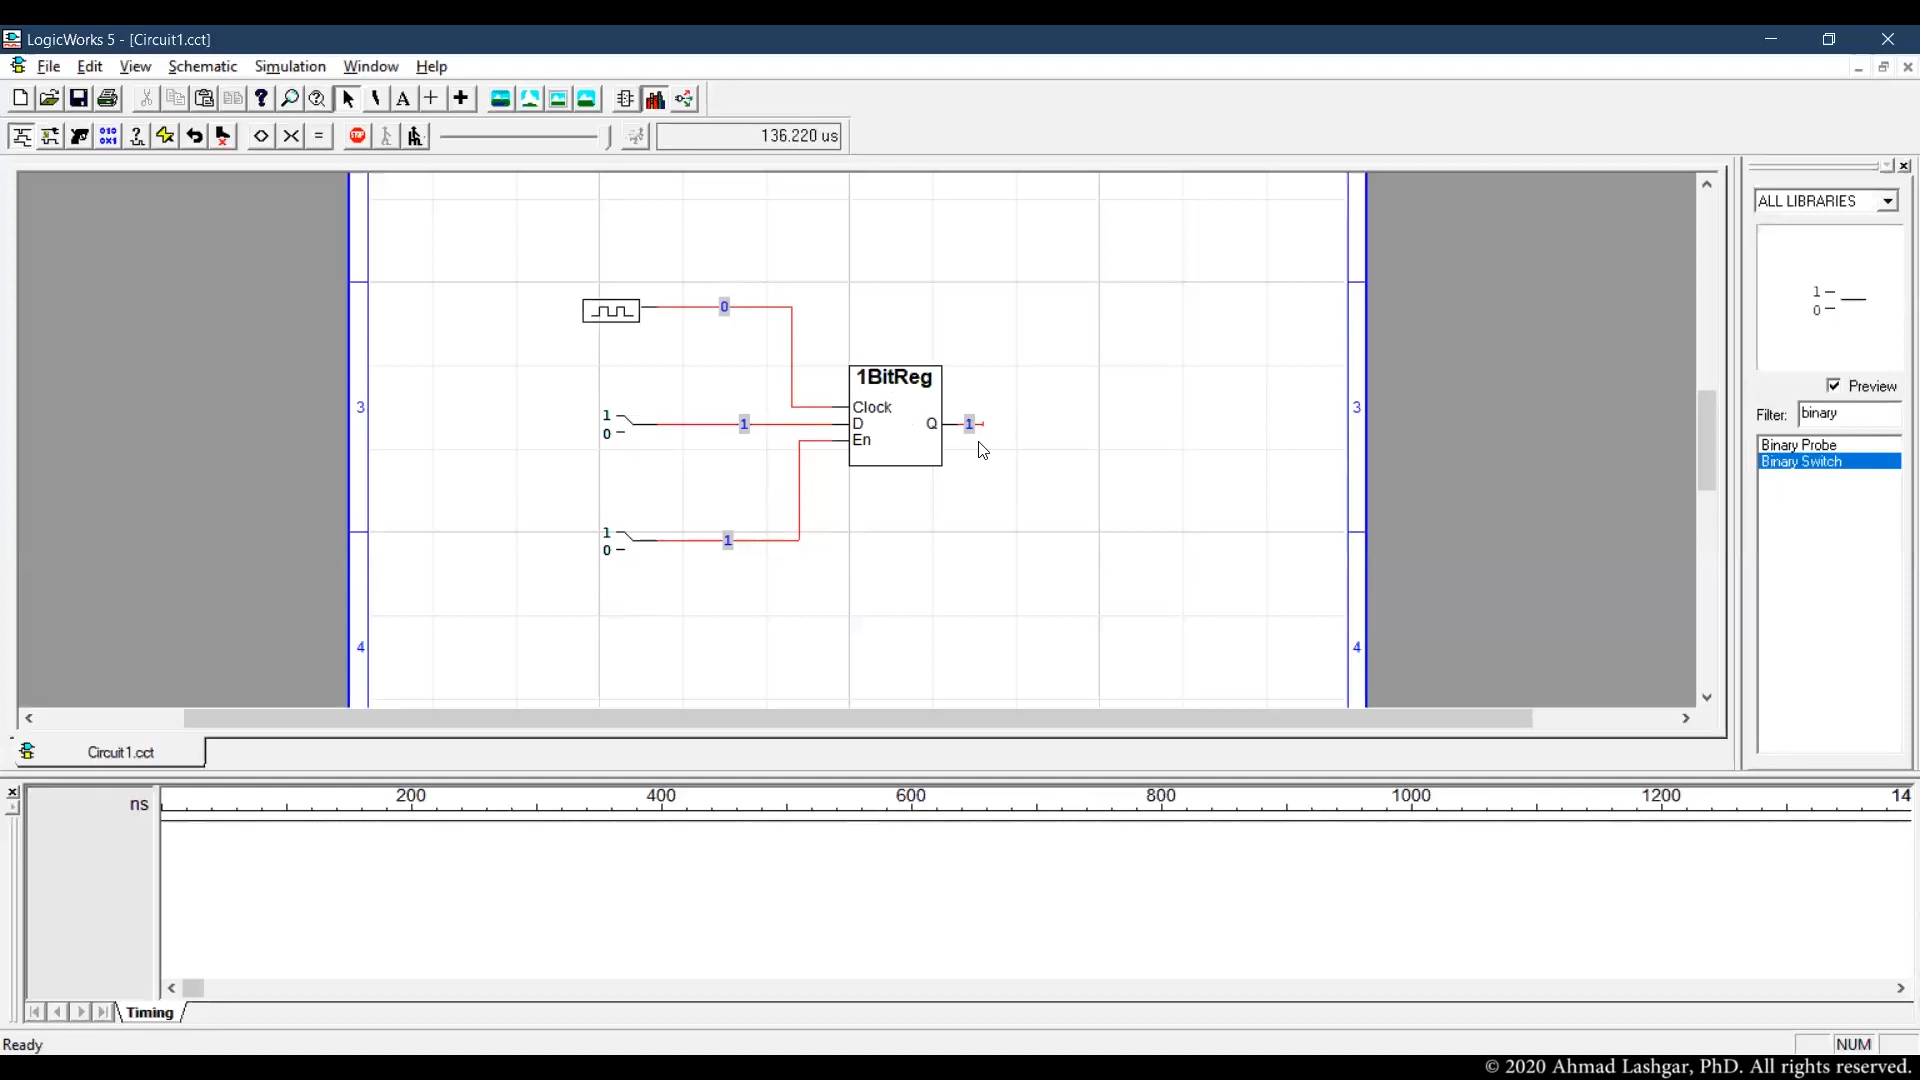 LogicWorks 5 - [Circuit1.cct]
File Edit View Schematic Simulation Window Help
136.220 us
ALL LIBRARIES
1
0
Preview
Filter: binary
Binary Probe
Binary Switch
0
1BitReg
Clock
D
En
Q
1
1
0
1
1
0
1
3
3
4
4
Circuit1.cct
ns
200 400 600 800 1000 1200 14
Timing
Ready
NUM
© 2020 Ahmad Lashgar, PhD. All rights reserved.